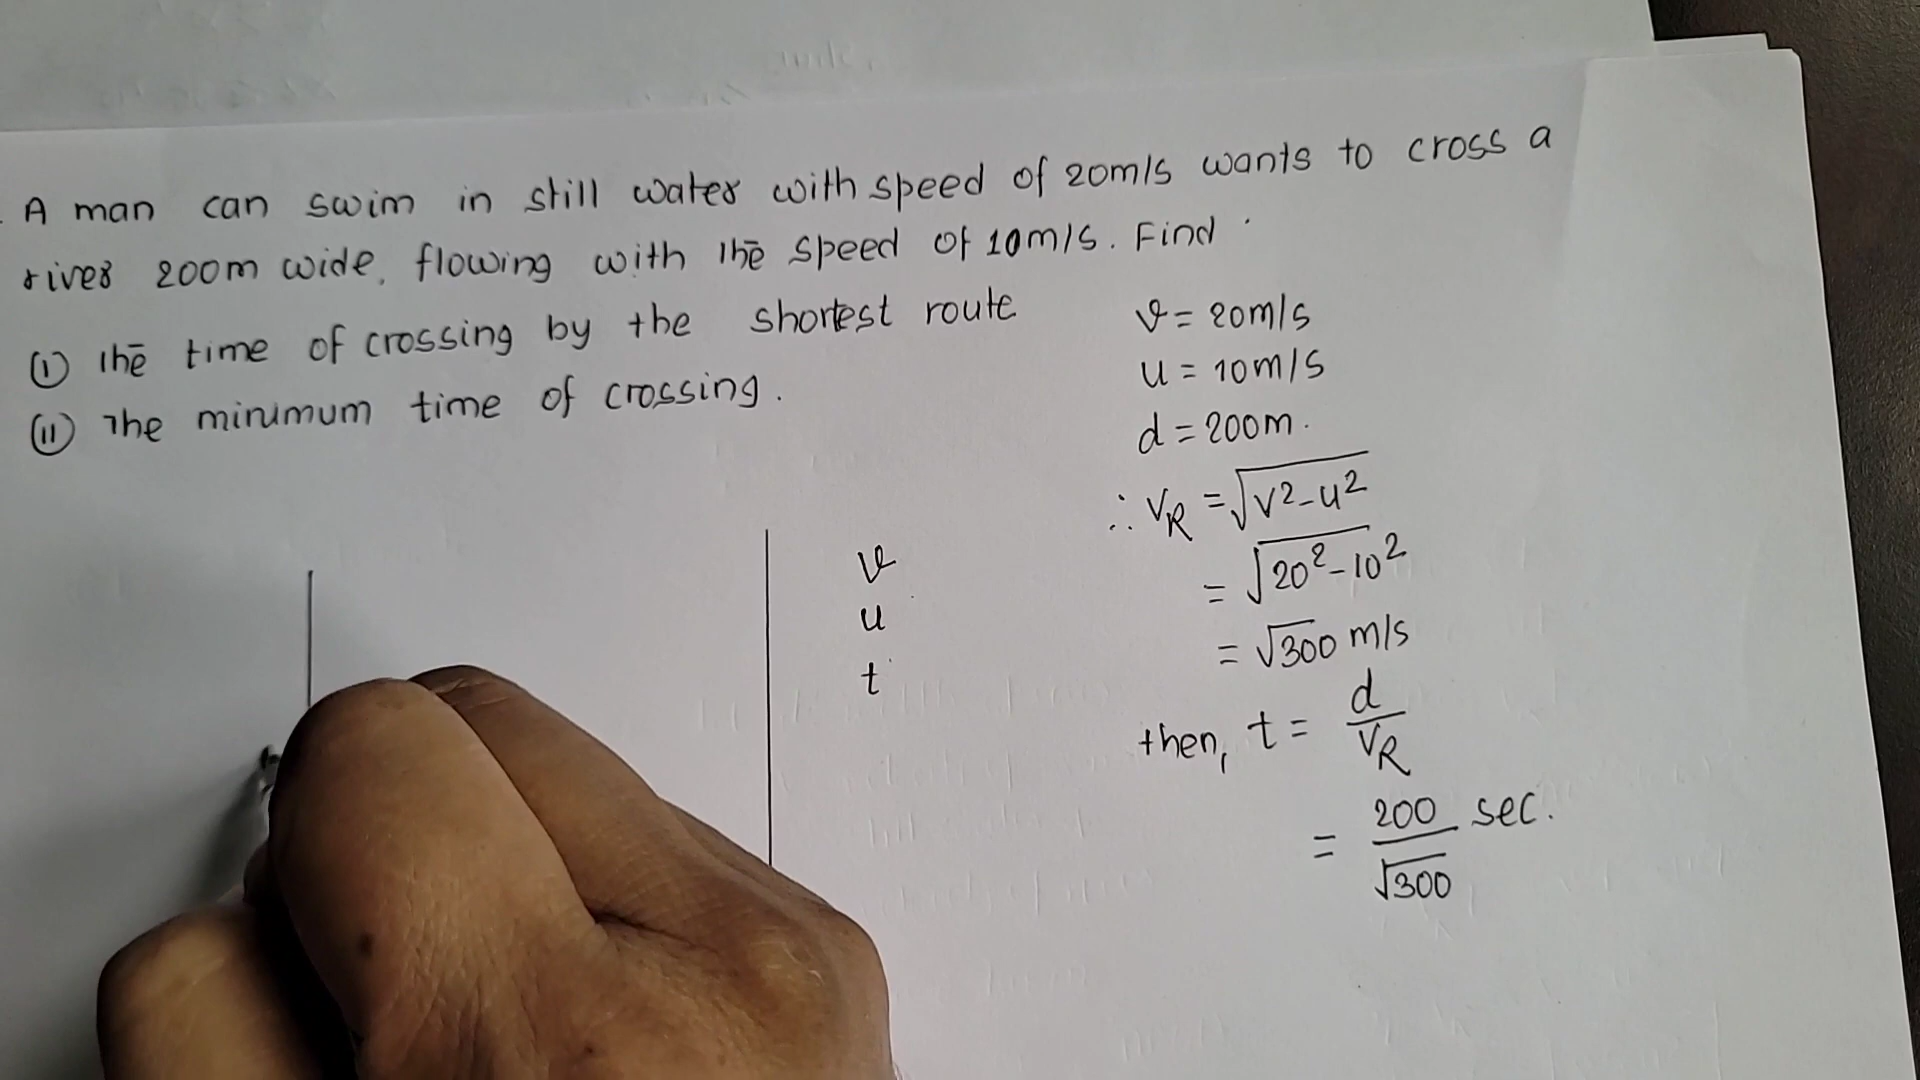 A man can swim in still water with speed of 20m/s wants to cross a
river 200m wide, flowing with the speed of 10m/s. Find
(i) The time of crossing by the shortest route
(ii) The minimum time of crossing.
v = 20m/s
u = 10m/s
d = 200m.
∴ VR = √V²-u²
= √20²-10²
= √300 m/s
then, t = d/VR
= 200/√300 sec.
v
u
t